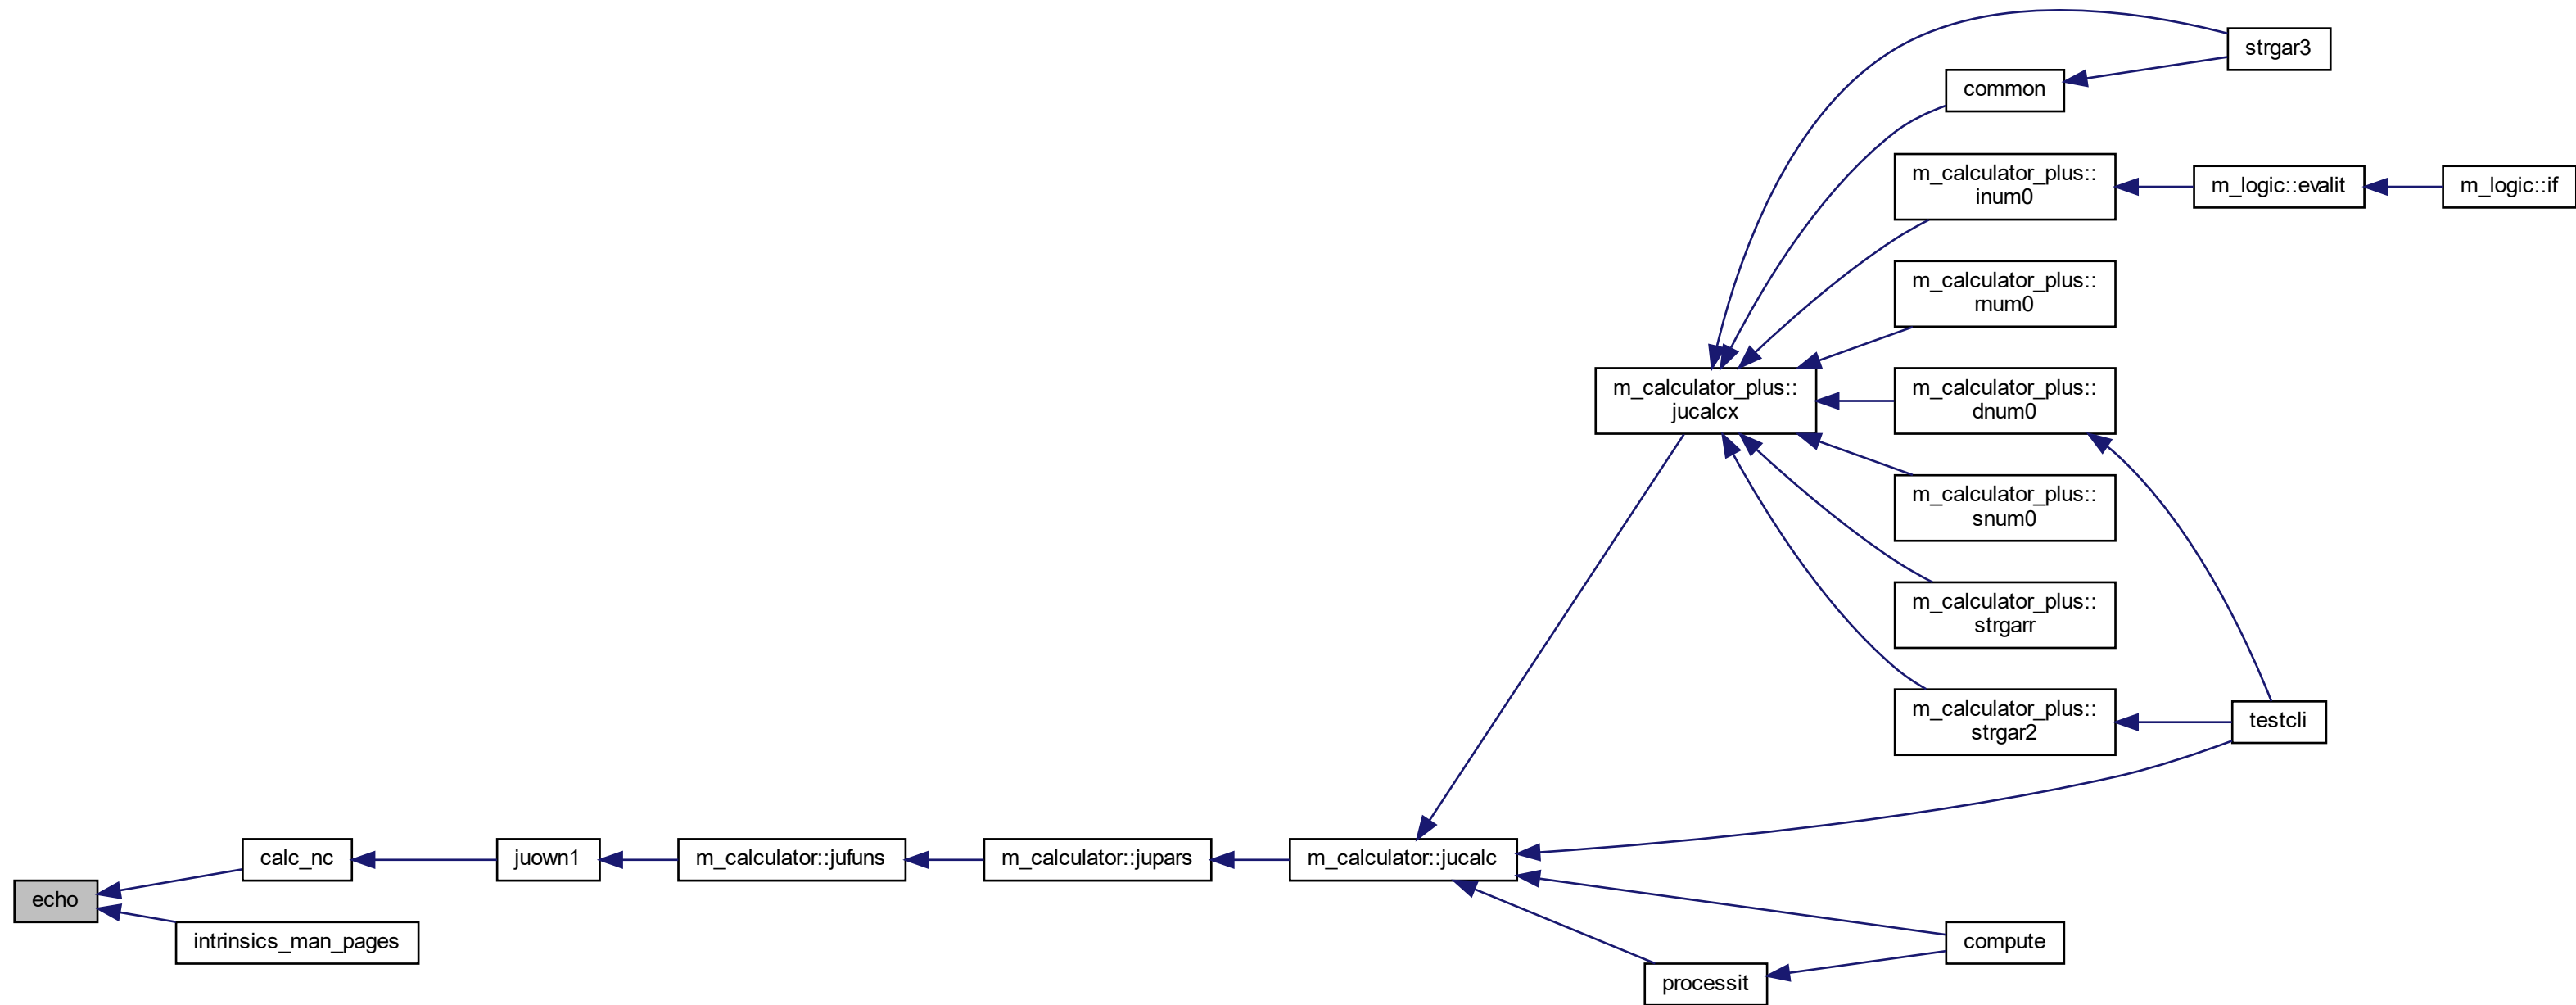 strgar3
common
m_calculator_plus::
inum0
m_logic::evalit
m_logic::if
m_calculator_plus::
rnum0
m_calculator_plus::
jucalcx
m_calculator_plus::
dnum0
m_calculator_plus::
snum0
m_calculator_plus::
strgarr
m_calculator_plus::
strgar2
testcli
calc_nc
juown1
m_calculator::jufuns
m_calculator::jupars
m_calculator::jucalc
echo
intrinsics_man_pages
compute
processit